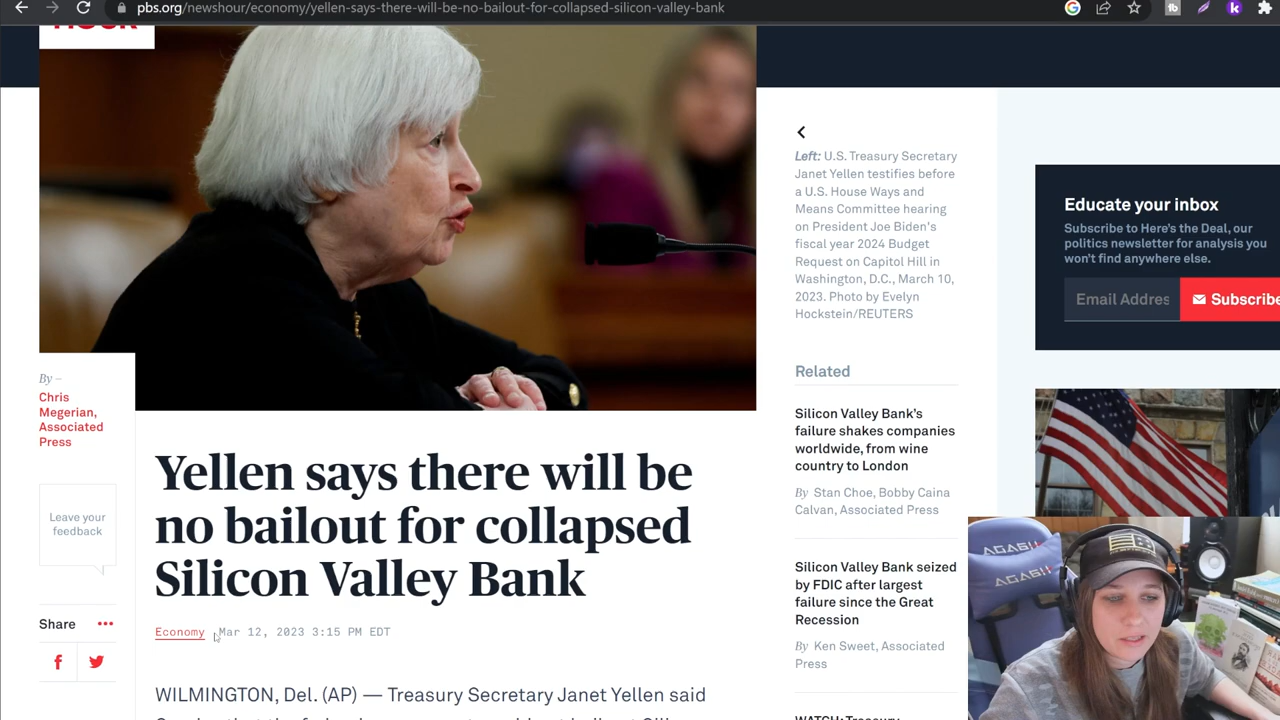 pbs.org/newshour/economy/yellen-says-there-will-be-no-bailout-for-collapsed-silicon-valley-bank
Left: U.S. Treasury Secretary
Janet Yellen testifies before
a U.S. House Ways and
Means Committee hearing
on President Joe Biden's
fiscal year 2024 Budget
Request on Capitol Hill in
Washington, D.C., March 10,
2023. Photo by Evelyn
Hockstein/REUTERS
Educate your inbox
Subscribe to Here's the Deal, our
politics newsletter for analysis you
won't find anywhere else.
Email Addres
Subscribe
By –
Chris
Megerian,
Associated
Press
Leave your
feedback
Share
Yellen says there will be
no bailout for collapsed
Silicon Valley Bank
Economy Mar 12, 2023 3:15 PM EDT
WILMINGTON, Del. (AP) — Treasury Secretary Janet Yellen said
Related
Silicon Valley Bank's
failure shakes companies
worldwide, from wine
country to London
By Stan Choe, Bobby Caina
Calvan, Associated Press
Silicon Valley Bank seized
by FDIC after largest
failure since the Great
Recession
By Ken Sweet, Associated
Press
WATCH: Treasury
AGASI